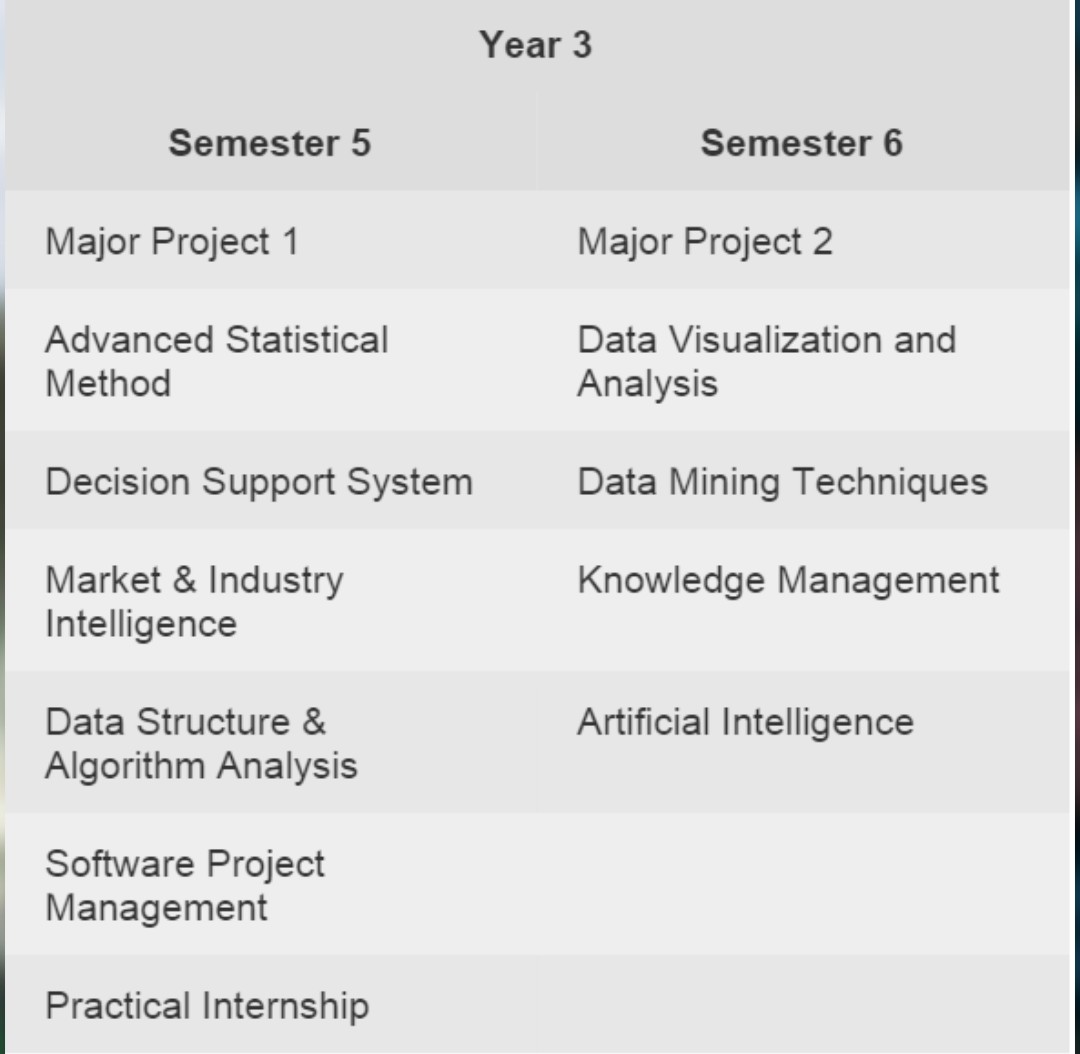 Year 3
Semester 5
Semester 6
Major Project 1
Major Project 2
Advanced Statistical
Method
Data Visualization and
Analysis
Decision Support System
Data Mining Techniques
Market & Industry
Intelligence
Knowledge Management
Data Structure &
Algorithm Analysis
Artificial Intelligence
Software Project
Management
Practical Internship